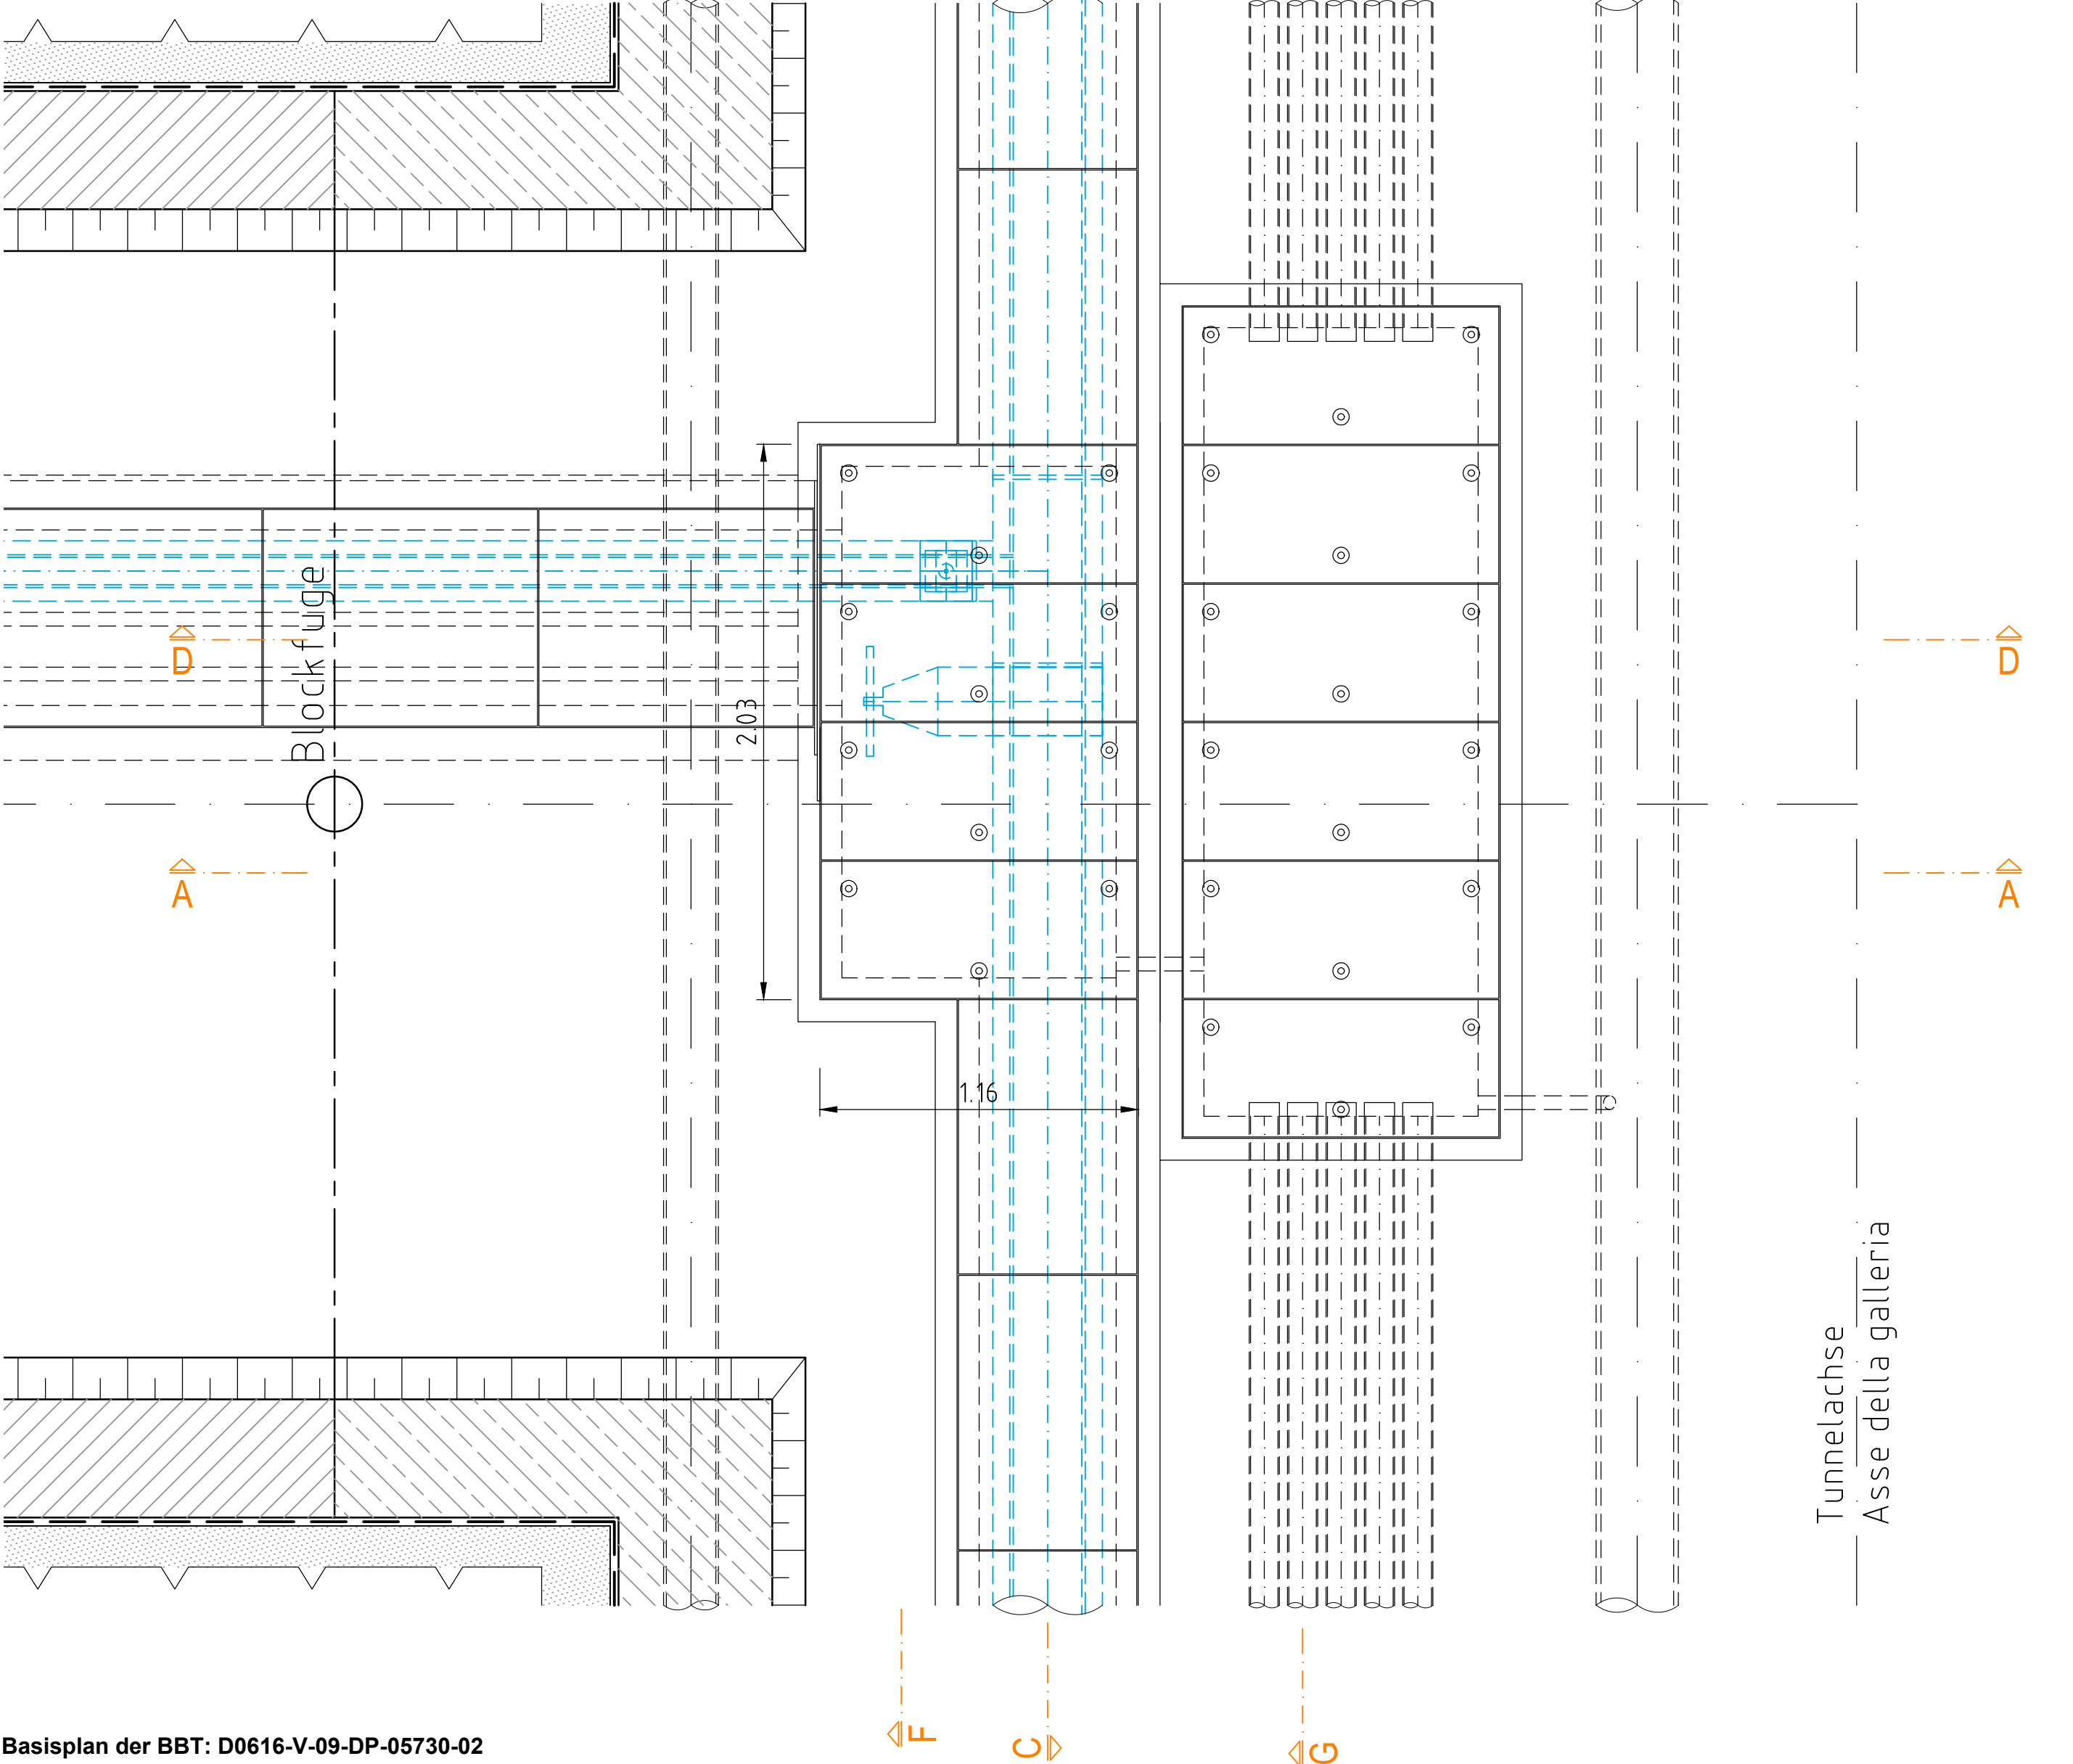 Blockfuge
D
D
2.03
A
A
1.16
Tunnelachse
Asse della galleria
F
C
G
Basisplan der BBT: D0616-V-09-DP-05730-02